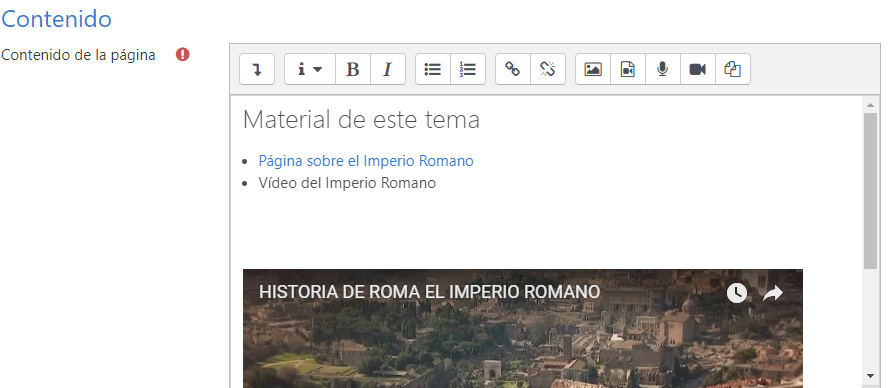 Contenido
Contenido de la página
B I
Material de este tema
Página sobre el Imperio Romano
Vídeo del Imperio Romano
HISTORIA DE ROMA EL IMPERIO ROMANO